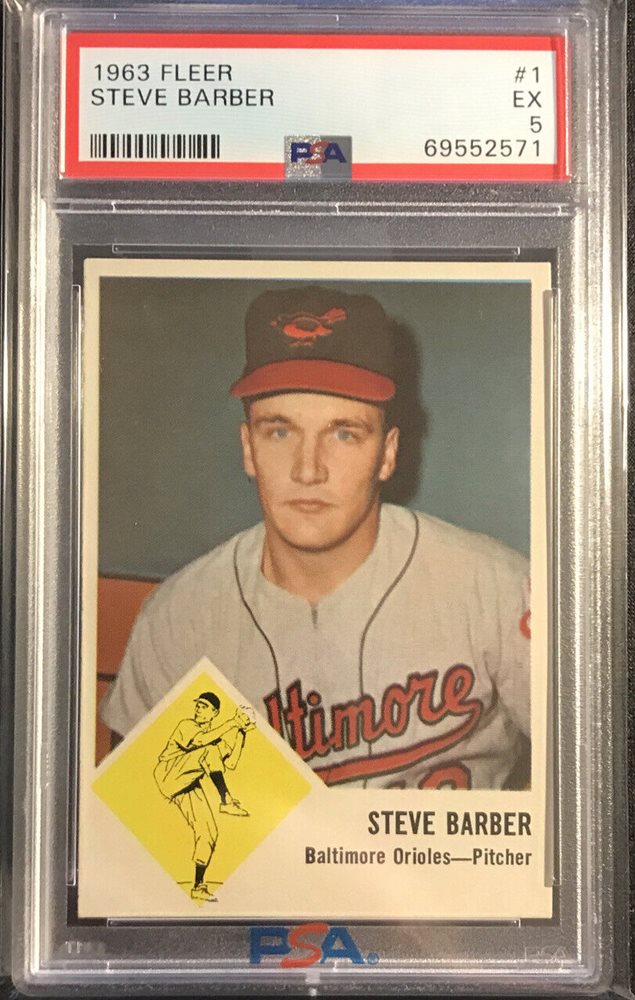 1963 FLEER #1
STEVE BARBER EX
5
PSA 69552571
ltimore
STEVE BARBER
Baltimore Orioles—Pitcher
PSA®